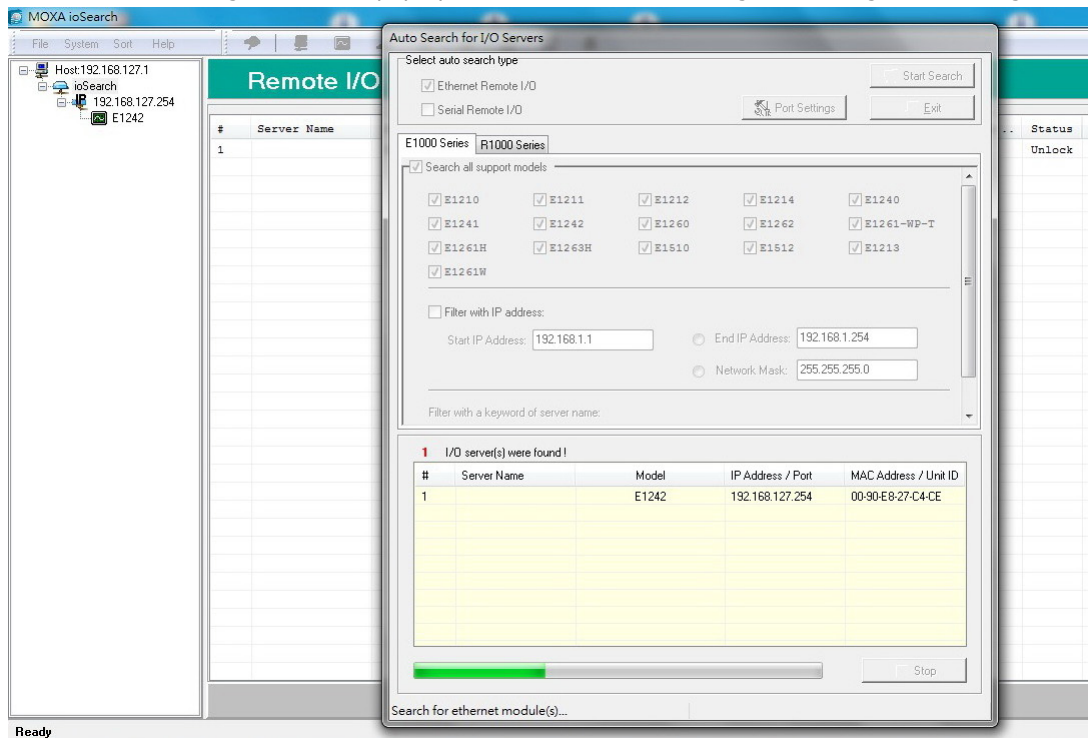 MOXA ioSearch
File System Sort Help
Host:192.168.127.1
ioSearch
192.168.127.254
E1242
Remote I/O
# Server Name
1
.. Status
Unlock
Auto Search for I/O Servers
Select auto search type
Ethernet Remote I/O
Start Search
Serial Remote I/O
Port Settings
Exit
E1000 Series R1000 Series
Search all support models
E1210 E1211 E1212 E1214 E1240
E1241 E1242 E1260 E1262 E1261-WP-T
E1261H E1263H E1510 E1512 E1213
E1261W
Filter with IP address:
Start IP Address: 192.168.1.1 End IP Address: 192.168.1.254
Network Mask: 255.255.255.0
Filter with a keyword of server name:
1 I/O server(s) were found !
# Server Name Model IP Address / Port MAC Address / Unit ID
1 E1242 192.168.127.254 00-90-E8-27-C4-CE
Stop
Search for ethernet module(s)...
Ready